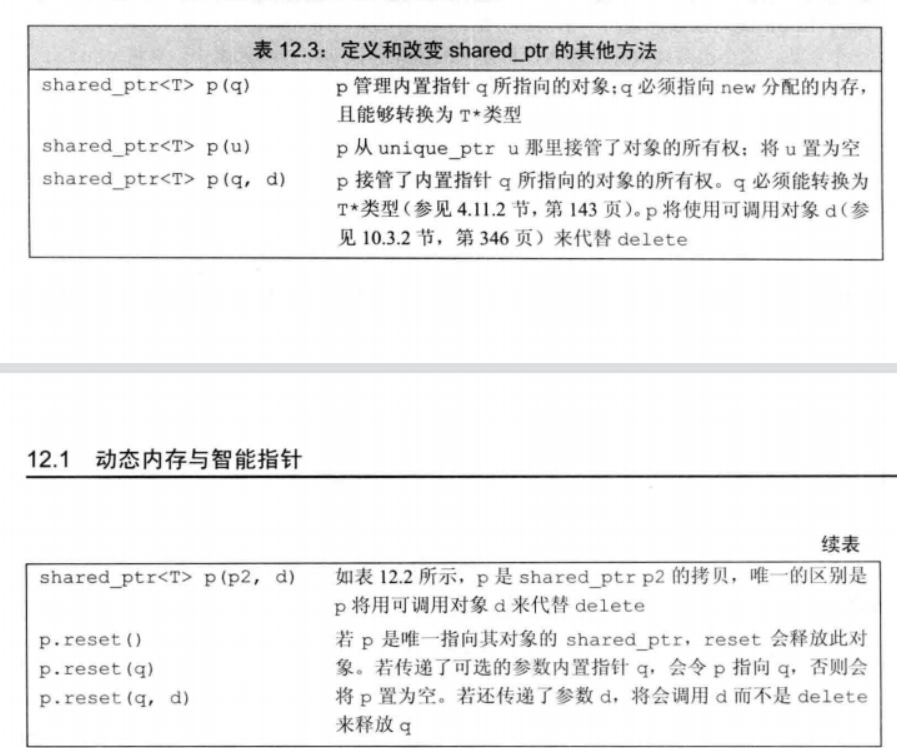 表 12.3：定义和改变 shared_ptr 的其他方法
shared_ptr<T> p(q) p 管理内置指针 q 所指向的对象；q 必须指向 new 分配的内存，
且能够转换为 T*类型
shared_ptr<T> p(u) p 从 unique_ptr u 那里接管了对象的所有权；将 u 置为空
shared_ptr<T> p(q, d) p 接管了内置指针 q 所指向的对象的所有权。q 必须能转换为
T*类型（参见 4.11.2 节，第 143 页）。p 将使用可调用对象 d（参
见 10.3.2 节，第 346 页）来代替 delete
12.1 动态内存与智能指针
续表
shared_ptr<T> p(p2, d) 如表 12.2 所示，p 是 shared_ptr p2 的拷贝，唯一的区别是
p 将用可调用对象 d 来代替 delete
p.reset() 若 p 是唯一指向其对象的 shared_ptr，reset 会释放此对
p.reset(q) 象。若传递了可选的参数内置指针 q，会令 p 指向 q，否则会
p.reset(q, d) 将 p 置为空。若还传递了参数 d，将会调用 d 而不是 delete
来释放 q